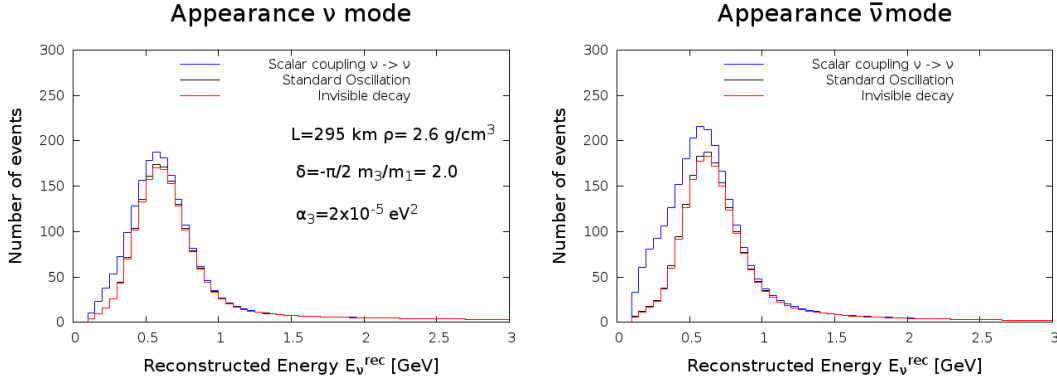 Appearance ν mode
Number of events
300
250
200
150
100
50
0
Scalar coupling ν -> ν
Standard Oscillation
Invisible decay
L=295 km ρ= 2.6 g/cm³
δ=-π/2 m₃/m₁= 2.0
α₃=2x10⁻⁵ eV²
0 0.5 1 1.5 2 2.5 3
Reconstructed Energy Eᵥʳᵉᶜ [GeV]
Appearance ν̅mode
Number of events
300
250
200
150
100
50
0
Scalar coupling ν -> ν
Standard Oscillation
Invisible decay
0 0.5 1 1.5 2 2.5 3
Reconstructed Energy Eᵥʳᵉᶜ [GeV]